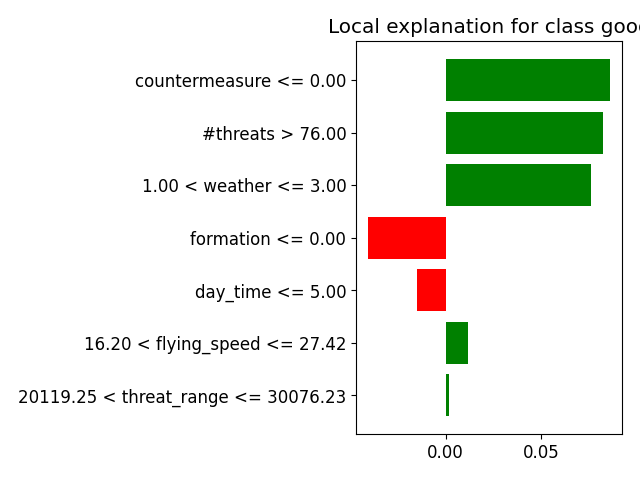 Local explanation for class good
countermeasure <= 0.00
#threats > 76.00
1.00 < weather <= 3.00
formation <= 0.00
day_time <= 5.00
16.20 < flying_speed <= 27.42
20119.25 < threat_range <= 30076.23
0.00 0.05